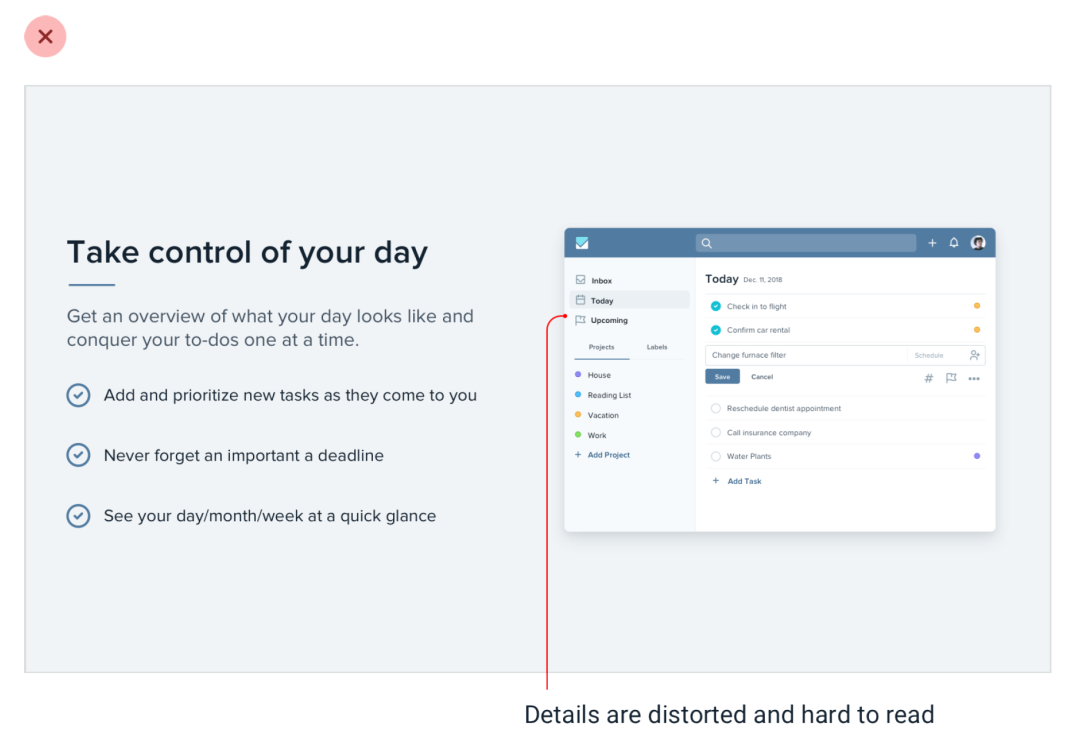 Take control of your day
Get an overview of what your day looks like and
conquer your to-dos one at a time.
Add and prioritize new tasks as they come to you
Never forget an important a deadline
See your day/month/week at a quick glance
Inbox
Today
Upcoming
Projects Labels
House
Reading List
Vacation
Work
+ Add Project
Today Dec. 11, 2018
Check in to flight
Confirm car rental
Change furnace filter Schedule
Save Cancel
Reschedule dentist appointment
Call insurance company
Water Plants
+ Add Task
Details are distorted and hard to read